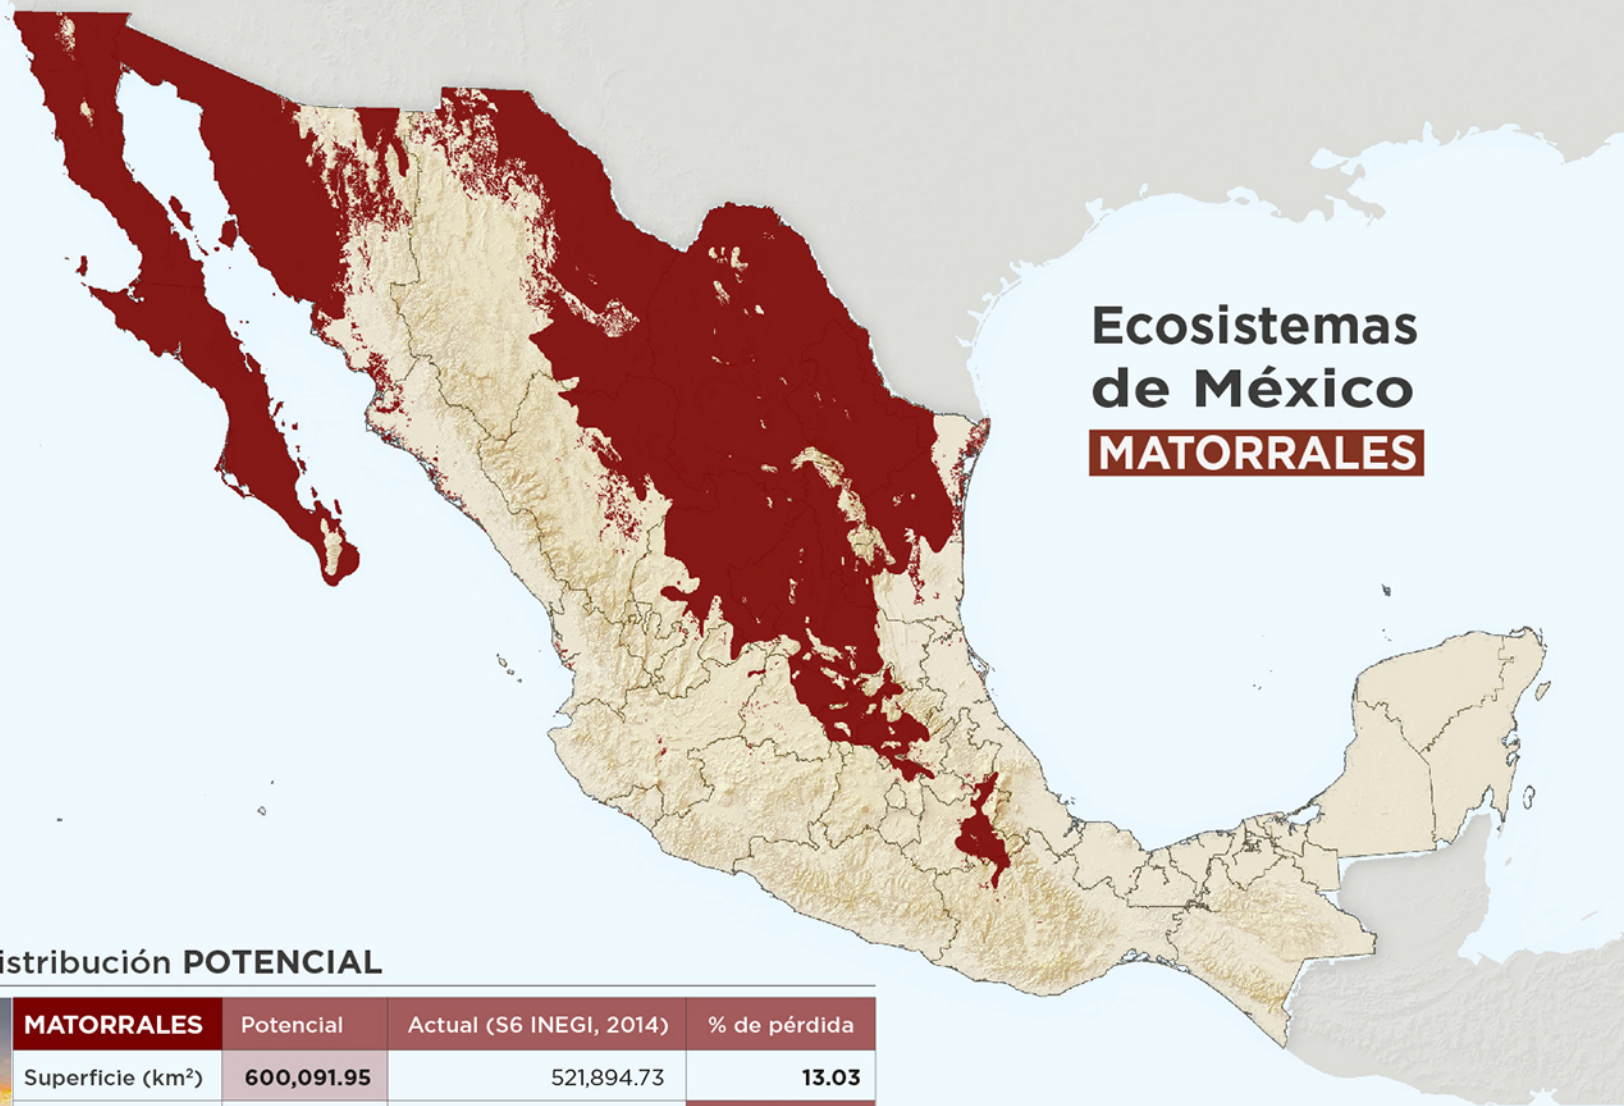 Ecosistemas
de México
MATORRALES
istribución POTENCIAL
MATORRALES Potencial Actual (S6 INEGI, 2014) % de pérdida
Superficie (km²) 600,091.95 521,894.73 13.03